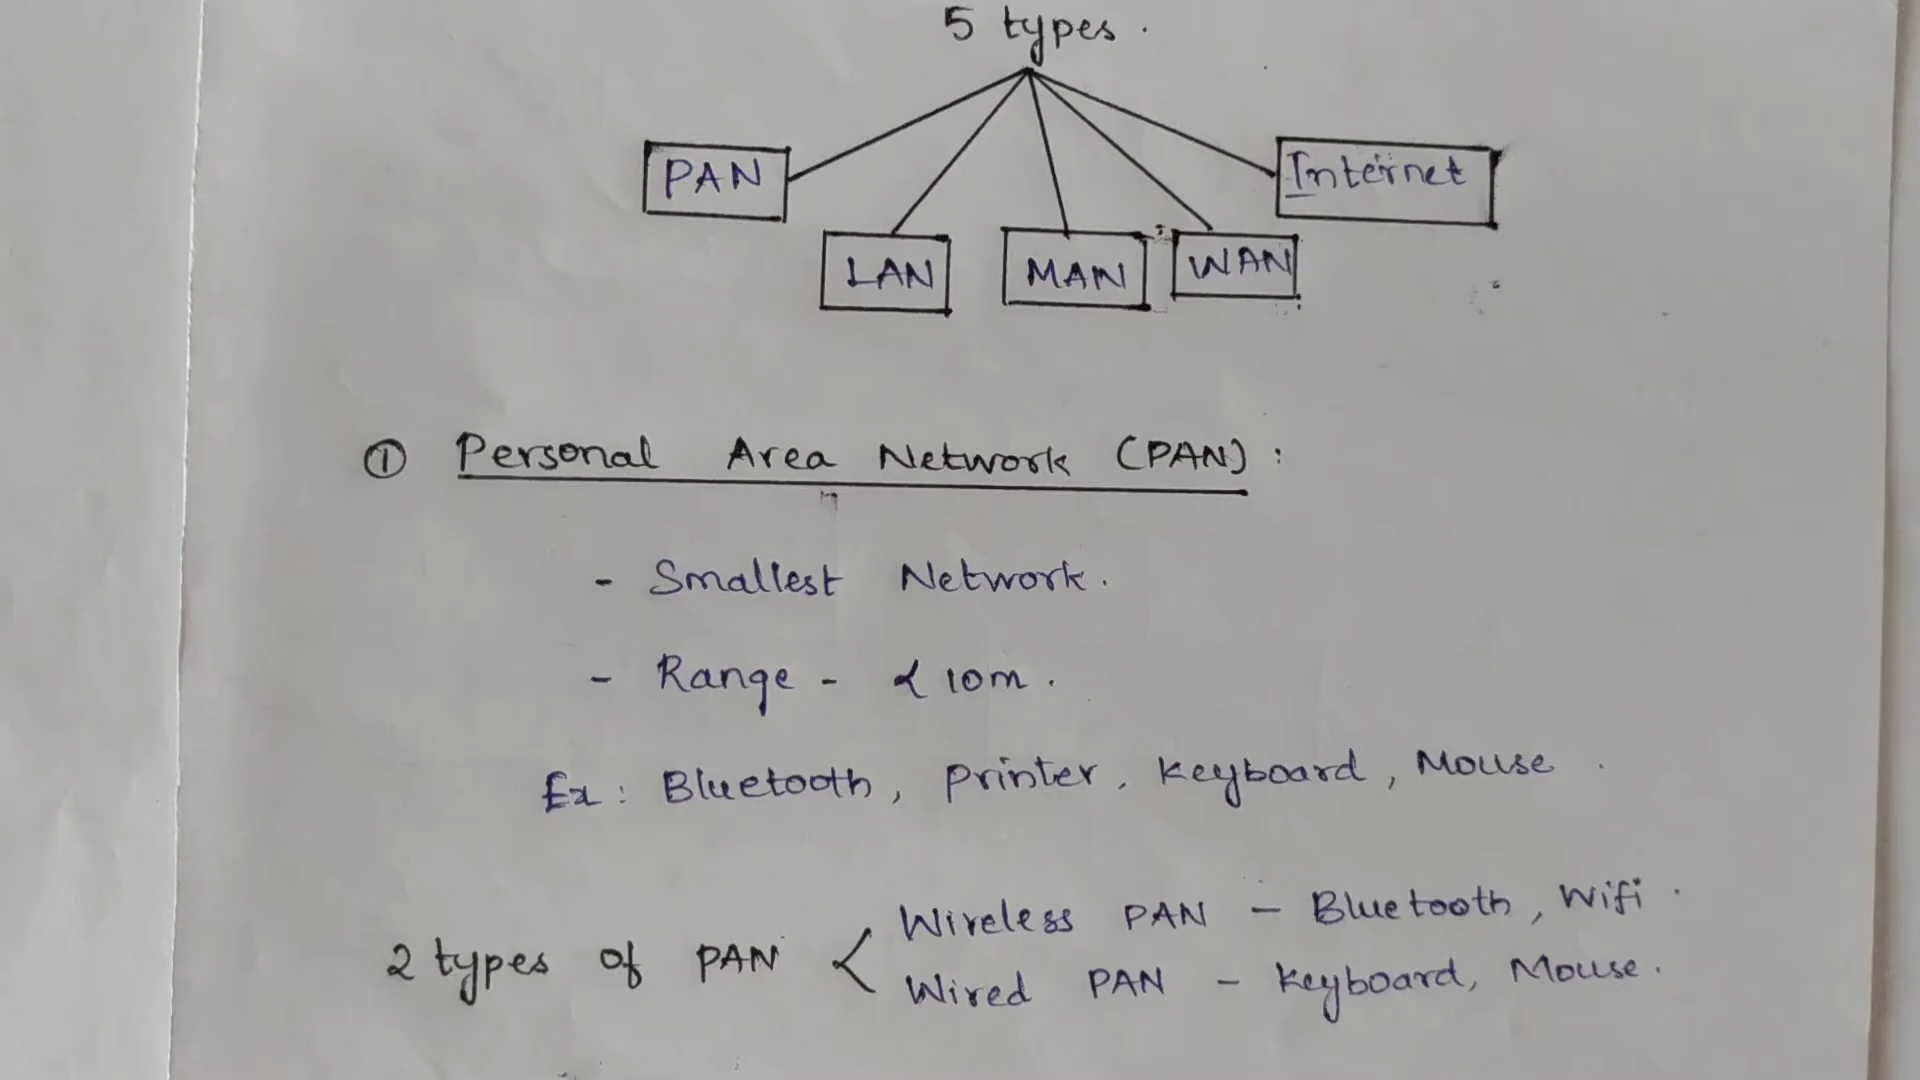 5 types.
PAN
Internet
LAN
MAN
WAN
① Personal Area Network (PAN) :
- Smallest Network.
- Range - < 10m.
Ex : Bluetooth, Printer, Keyboard, Mouse.
2 types of PAN < Wireless PAN - Bluetooth, Wifi.
Wired PAN - Keyboard, Mouse.